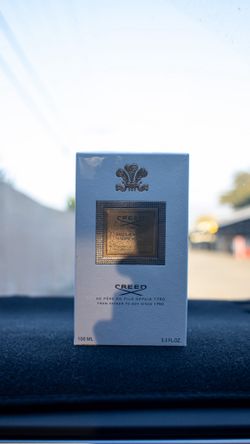 CREED
CREED
DE PÈRE EN FILS DEPUIS 1760
FROM FATHER TO SON SINCE 1760
100 ML
3.3 FL.OZ